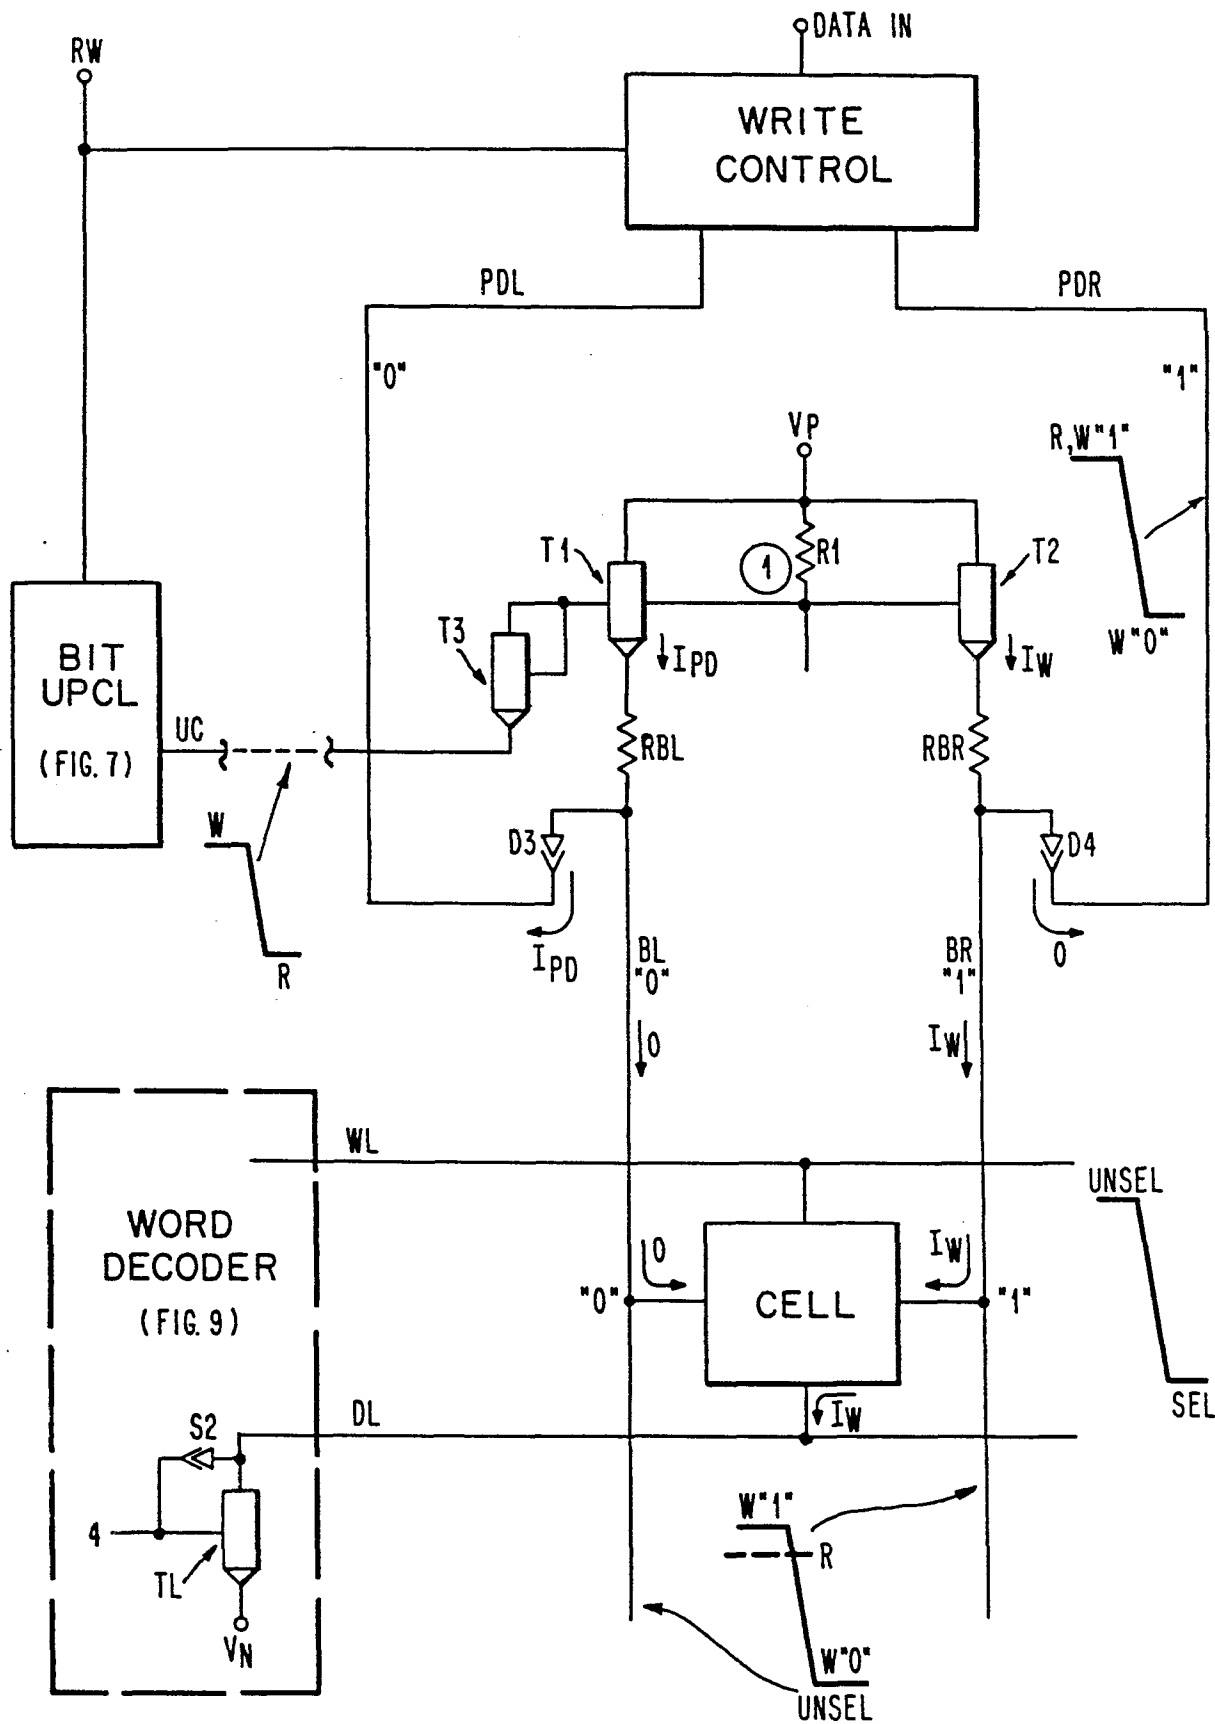 RW
DATA IN
WRITE
CONTROL
PDL
PDR
"0"
"1"
VP
R,W"1"
T1
1
R1
T2
W"0"
T3
IPD
IW
BIT
UPCL
(FIG. 7)
UC
RBL
RBR
W
D3
D4
R
IPD
BL
"0"
BR
"1"
0
0
IW
WL
UNSEL
WORD
DECODER
(FIG. 9)
0
IW
"0"
CELL
"1"
SEL
S2
DL
IW
4
TL
VN
W"1"
R
W"0"
UNSEL